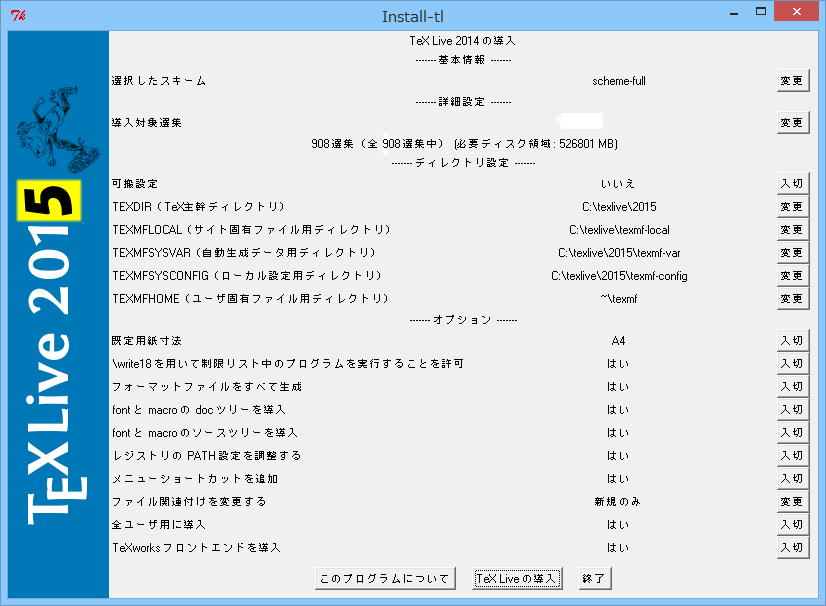 Install-tl
TeX Live 2015
TeX Live 2014 の導入
------- 基本情報 -------
選択したスキーム scheme-full 変更
------- 詳細設定 -------
導入対象選集 変更
908選集（全 908選集中） (必要ディスク領域: 526801 MB)
------- ディレクトリ設定 -------
可搬設定 いいえ 入切
TEXDIR（TeX主幹ディレクトリ） C:\texlive\2015 変更
TEXMFLOCAL（サイト固有ファイル用ディレクトリ） C:\texlive\texmf-local 変更
TEXMFSYSVAR（自動生成データ用ディレクトリ） C:\texlive\2015\texmf-var 変更
TEXMFSYSCONFIG（ローカル設定用ディレクトリ） C:\texlive\2015\texmf-config 変更
TEXMFHOME（ユーザ固有ファイル用ディレクトリ） ~\texmf 変更
------- オプション -------
既定用紙寸法 A4 入切
\write18 を用いて制限リスト中のプログラムを実行することを許可 はい 入切
フォーマットファイルをすべて生成 はい 入切
font と macro の doc ツリーを導入 はい 入切
font と macro のソースツリーを導入 はい 入切
レジストリの PATH 設定を調整する はい 入切
メニューショートカットを追加 はい 入切
ファイル関連付けを変更する 新規のみ 変更
全ユーザ用に導入 はい 入切
TeXworks フロントエンドを導入 はい 入切
このプログラムについて TeX Live の導入 終了